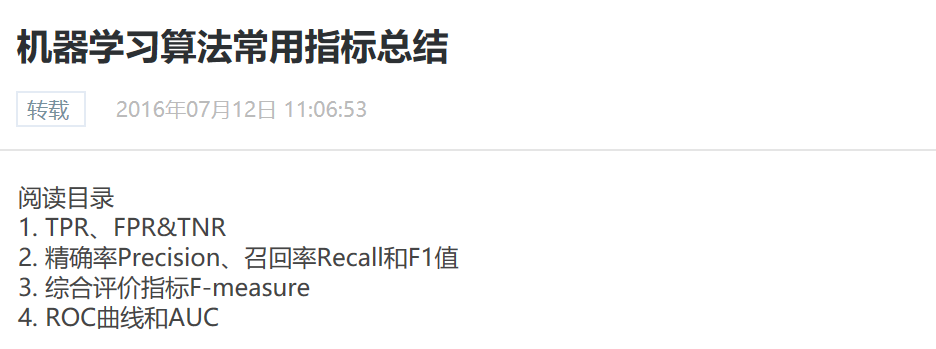 机器学习算法常用指标总结
转载 2016年07月12日 11:06:53
阅读目录
1. TPR、FPR&TNR
2. 精确率Precision、召回率Recall和F1值
3. 综合评价指标F-measure
4. ROC曲线和AUC